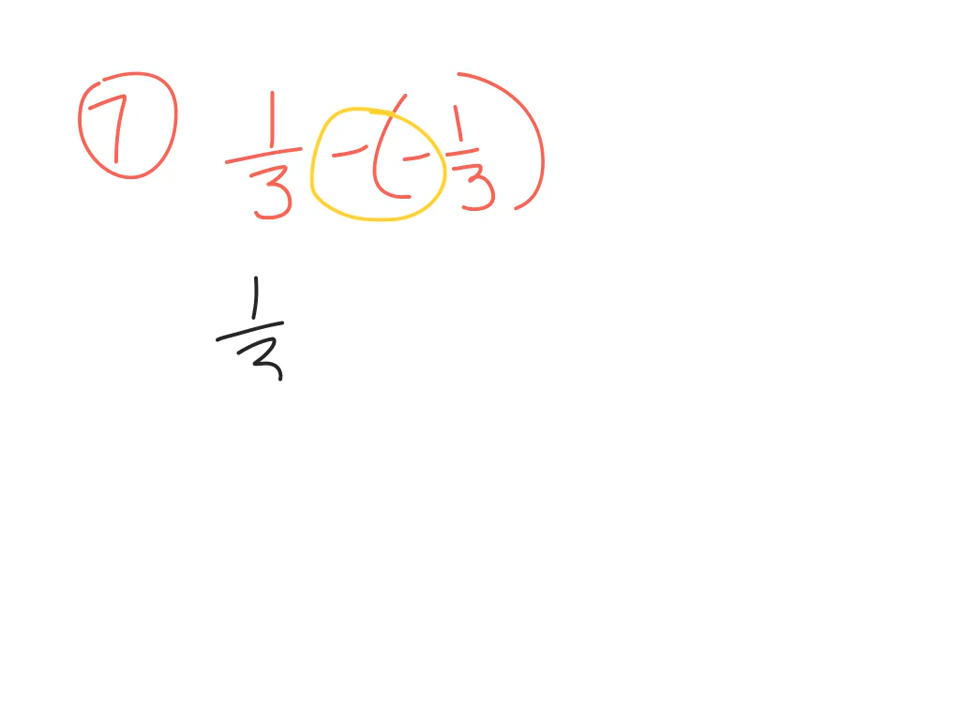 7 1/3 - (- 1/3)
1/3